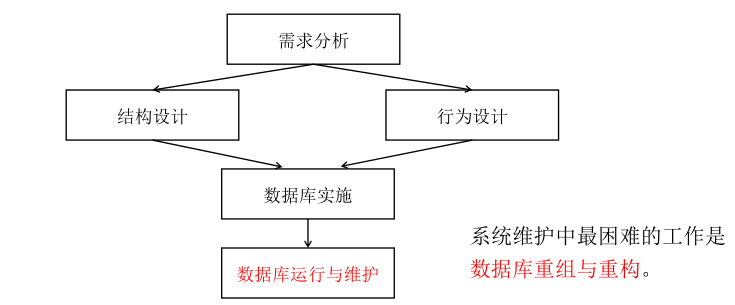 需求分析
结构设计
行为设计
数据库实施
数据库运行与维护
系统维护中最困难的工作是
数据库重组与重构。